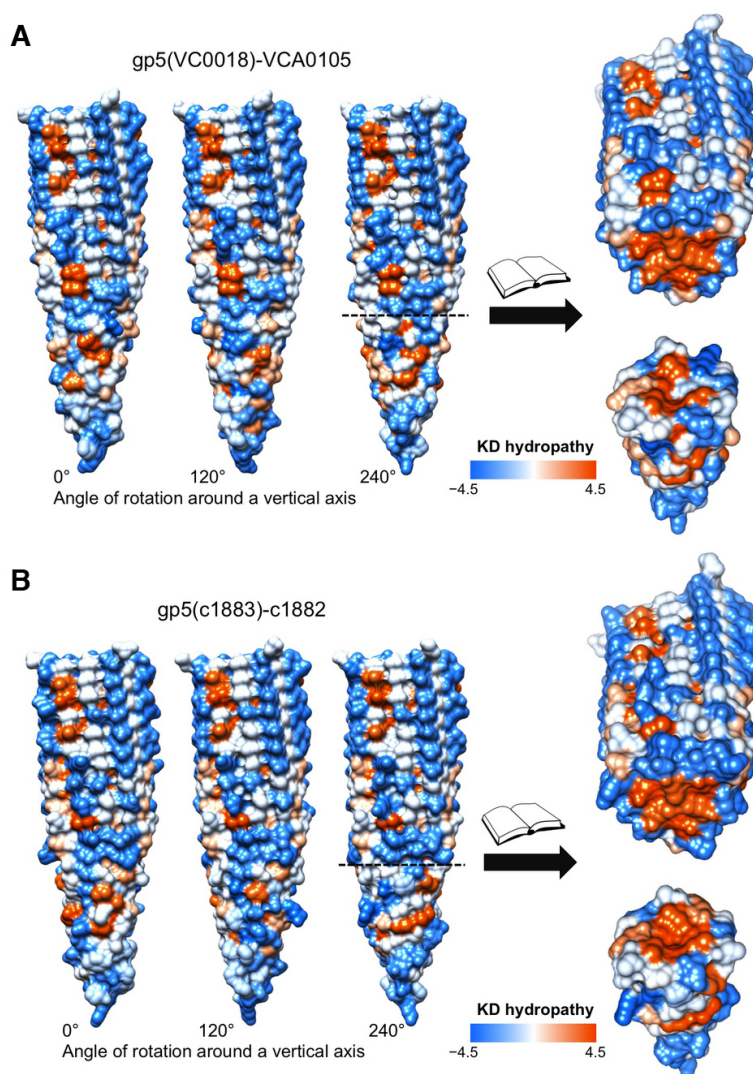 A
gp5(VC0018)-VCA0105
0° 120° 240°
Angle of rotation around a vertical axis
KD hydropathy
−4.5 4.5
B
gp5(c1883)-c1882
0° 120° 240°
Angle of rotation around a vertical axis
KD hydropathy
−4.5 4.5